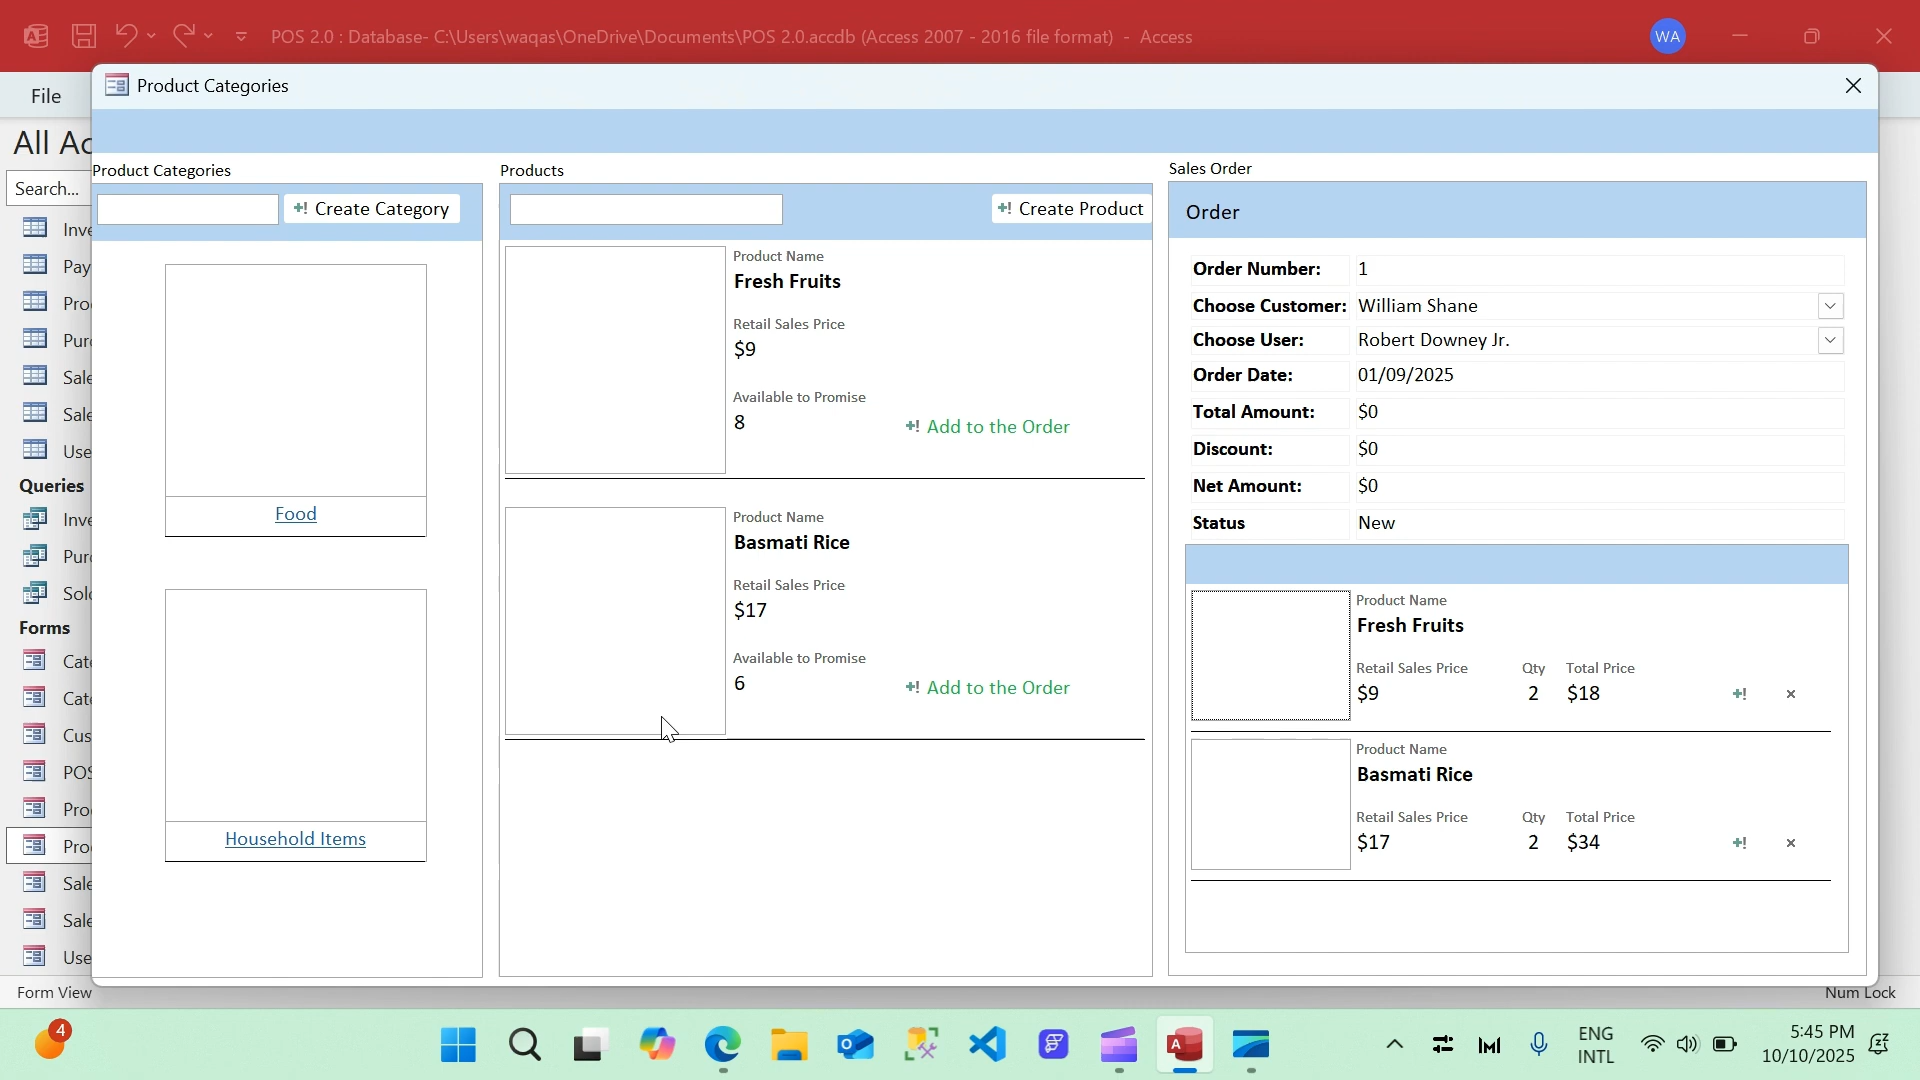 POS 2.0 : Database- C:\Users\waqas\OneDrive\Documents\POS 2.0.accdb (Access 2007 - 2016 file format) - Access
WA
File
Product Categories
All Ac
Search...
Inve
Pay
Pro
Pur
Sale
Sale
Use
Queries
Inve
Pur
Sol
Forms
Cate
Cat
Cus
POS
Pro
Pro
Sale
Sale
Use
Product Categories
+! Create Category
Food
Household Items
Products
+! Create Product
Product Name
Fresh Fruits
Retail Sales Price
$9
Available to Promise
8
+! Add to the Order
Product Name
Basmati Rice
Retail Sales Price
$17
Available to Promise
6
+! Add to the Order
Sales Order
Order
Order Number: 1
Choose Customer: William Shane
Choose User: Robert Downey Jr.
Order Date: 01/09/2025
Total Amount: $0
Discount: $0
Net Amount: $0
Status New
Product Name
Fresh Fruits
Retail Sales Price Qty Total Price
$9 2 $18 +! ×
Product Name
Basmati Rice
Retail Sales Price Qty Total Price
$17 2 $34 +! ×
Form View
Num Lock
4
ENG
INTL
5:45 PM
10/10/2025